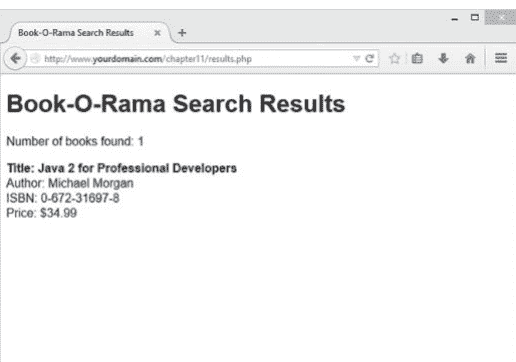 Book-O-Rama Search Results
http://www.yourdomain.com/chapter11/results.php
Book-O-Rama Search Results
Number of books found: 1
Title: Java 2 for Professional Developers
Author: Michael Morgan
ISBN: 0-672-31697-8
Price: $34.99